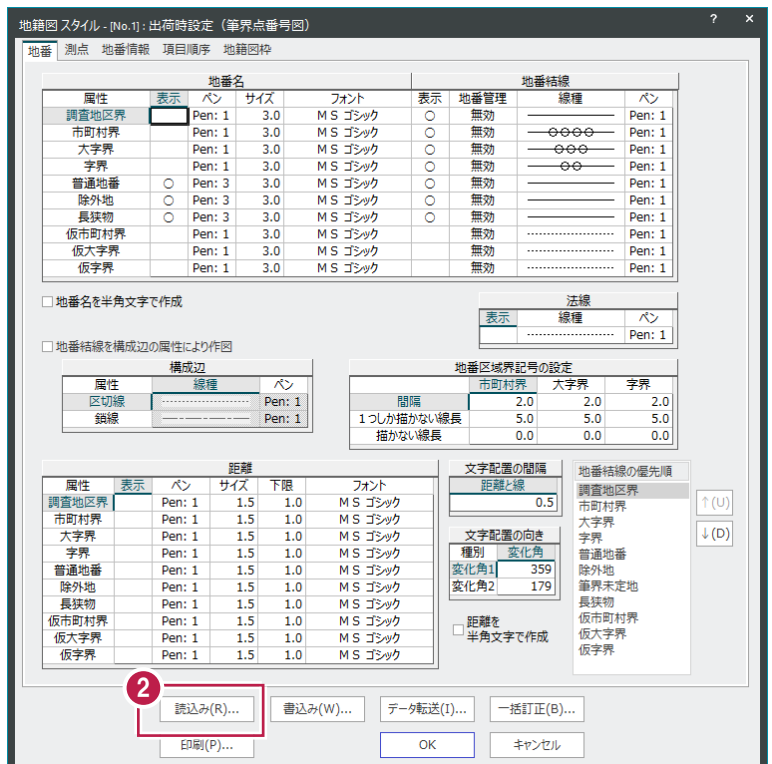 地籍図 スタイル - [No.1] : 出荷時設定（筆界点番号図） ? ×
地番 測点 地番情報 項目順序 地籍図枠
地番名 地番結線
属性 表示 ペン サイズ フォント 表示 地番管理 線種 ペン
調査地区界 Pen: 1 3.0 ＭＳ ゴシック ○ 無効 Pen: 1
市町村界 Pen: 1 3.0 ＭＳ ゴシック ○ 無効 Pen: 1
大字界 Pen: 1 3.0 ＭＳ ゴシック ○ 無効 Pen: 1
字界 Pen: 1 3.0 ＭＳ ゴシック ○ 無効 Pen: 1
普通地番 ○ Pen: 3 3.0 ＭＳ ゴシック ○ 無効 Pen: 1
除外地 ○ Pen: 3 3.0 ＭＳ ゴシック ○ 無効 Pen: 1
長狭物 ○ Pen: 3 3.0 ＭＳ ゴシック ○ 無効 Pen: 1
仮市町村界 Pen: 1 3.0 ＭＳ ゴシック 無効 Pen: 1
仮大字界 Pen: 1 3.0 ＭＳ ゴシック 無効 Pen: 1
仮字界 Pen: 1 3.0 ＭＳ ゴシック 無効 Pen: 1
地番名を半角文字で作成
法線
表示 線種 ペン
Pen: 1
地番結線を構成辺の属性により作図
構成辺
属性 線種 ペン
区切線 Pen: 1
鎖線 Pen: 1
地番区域界記号の設定
市町村界 大字界 字界
間隔 2.0 2.0 2.0
１つしか描かない線長 5.0 5.0 5.0
描かない線長 0.0 0.0 0.0
距離
属性 表示 ペン サイズ 下限 フォント
調査地区界 Pen: 1 1.5 1.0 ＭＳ ゴシック
市町村界 Pen: 1 1.5 1.0 ＭＳ ゴシック
大字界 Pen: 1 1.5 1.0 ＭＳ ゴシック
字界 Pen: 1 1.5 1.0 ＭＳ ゴシック
普通地番 Pen: 1 1.5 1.0 ＭＳ ゴシック
除外地 Pen: 1 1.5 1.0 ＭＳ ゴシック
長狭物 Pen: 1 1.5 1.0 ＭＳ ゴシック
仮市町村界 Pen: 1 1.5 1.0 ＭＳ ゴシック
仮大字界 Pen: 1 1.5 1.0 ＭＳ ゴシック
仮字界 Pen: 1 1.5 1.0 ＭＳ ゴシック
文字配置の間隔
距離と線
0.5
文字配置の向き
種別 変化角
変化角1 359
変化角2 179
距離を
半角文字で作成
地番結線の優先順
調査地区界
市町村界
大字界
字界
普通地番
除外地
筆界未定地
長狭物
仮市町村界
仮大字界
仮字界
↑(U)
↓(D)
2
読込み(R)... 書込み(W)... データ転送(I)... 一括訂正(B)...
印刷(P)... OK キャンセル